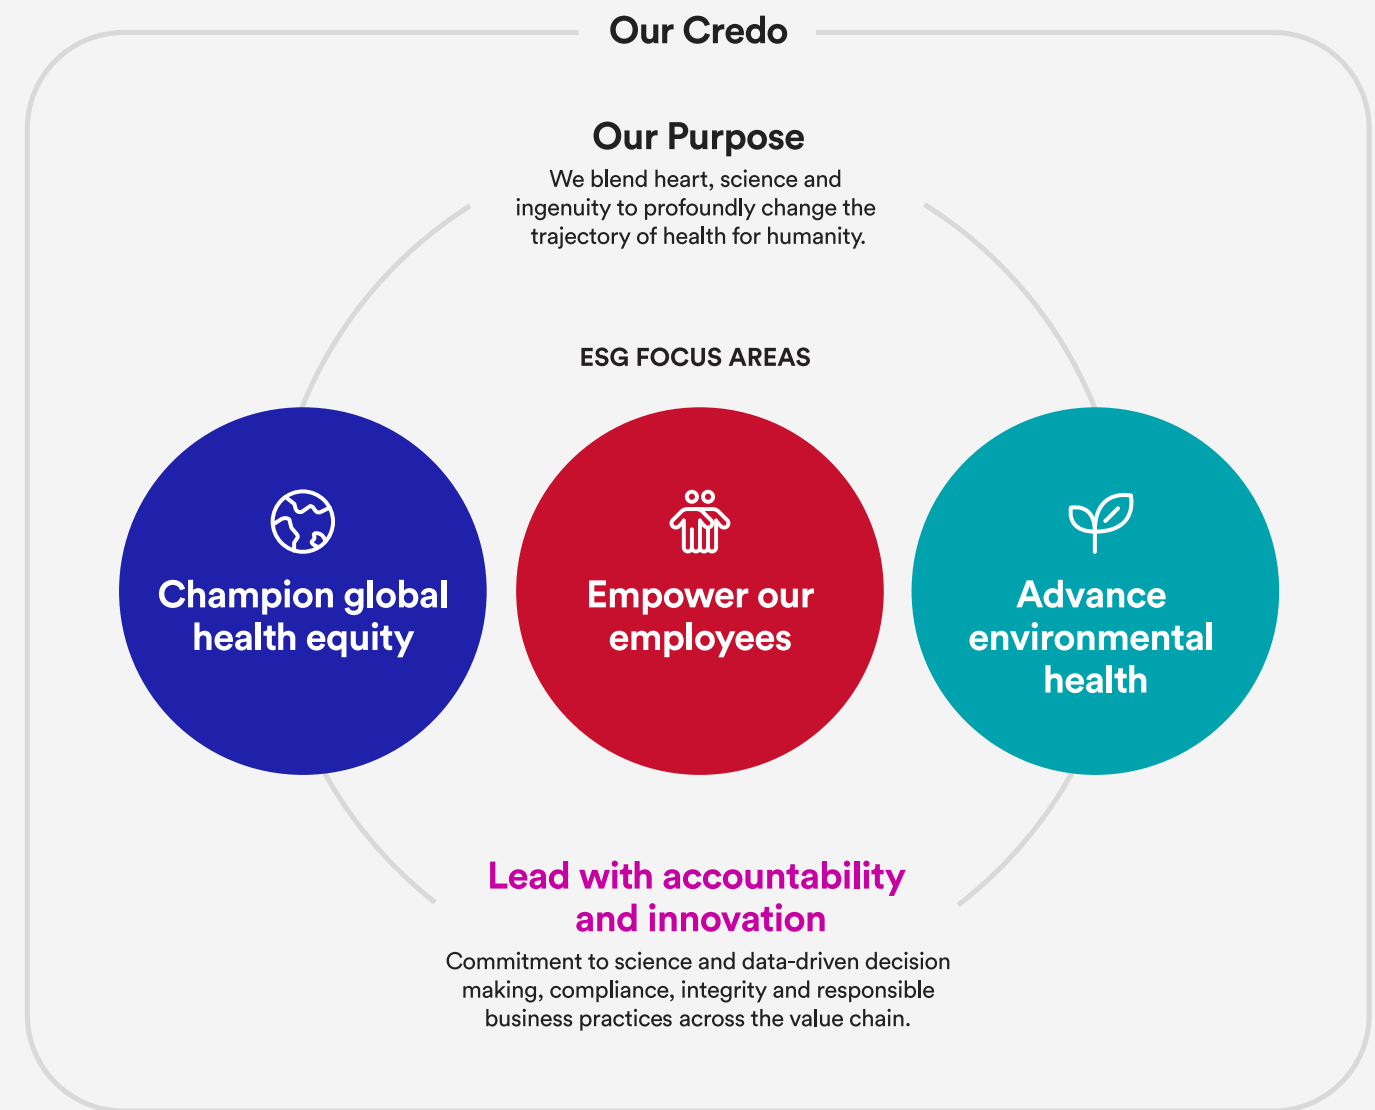 Our Credo
Our Purpose
We blend heart, science and
ingenuity to profoundly change the
trajectory of health for humanity.
ESG FOCUS AREAS
Champion global
health equity
Empower our
employees
Advance
environmental
health
Lead with accountability
and innovation
Commitment to science and data-driven decision
making, compliance, integrity and responsible
business practices across the value chain.